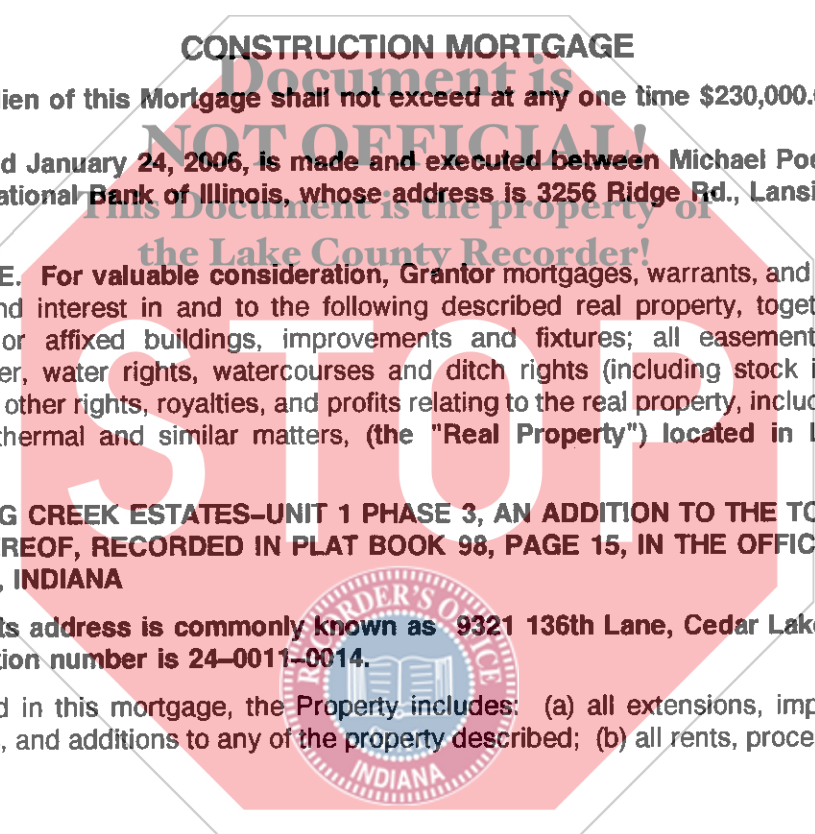 CONSTRUCTION MORTGAGE
Document is
lien of this Mortgage shall not exceed at any one time $230,000.
NOT OFFICIAL!
d January 24, 2006, is made and executed between Michael Poe
ational Bank of Illinois, whose address is 3256 Ridge Rd., Lansi
This Document is the property of
the Lake County Recorder!
E. For valuable consideration, Grantor mortgages, warrants, and
nd interest in and to the following described real property, toget
or affixed buildings, improvements and fixtures; all easement
er, water rights, watercourses and ditch rights (including stock i
other rights, royalties, and profits relating to the real property, includ
thermal and similar matters, (the "Real Property") located in L
STOP
G CREEK ESTATES–UNIT 1 PHASE 3, AN ADDITION TO THE TO
REOF, RECORDED IN PLAT BOOK 98, PAGE 15, IN THE OFFIC
, INDIANA
ts address is commonly known as 9321 136th Lane, Cedar Lake
tion number is 24–0011–0014.
RECORDER'S OFFICE
d in this mortgage, the Property includes: (a) all extensions, imp
, and additions to any of the property described; (b) all rents, proce
INDIANA